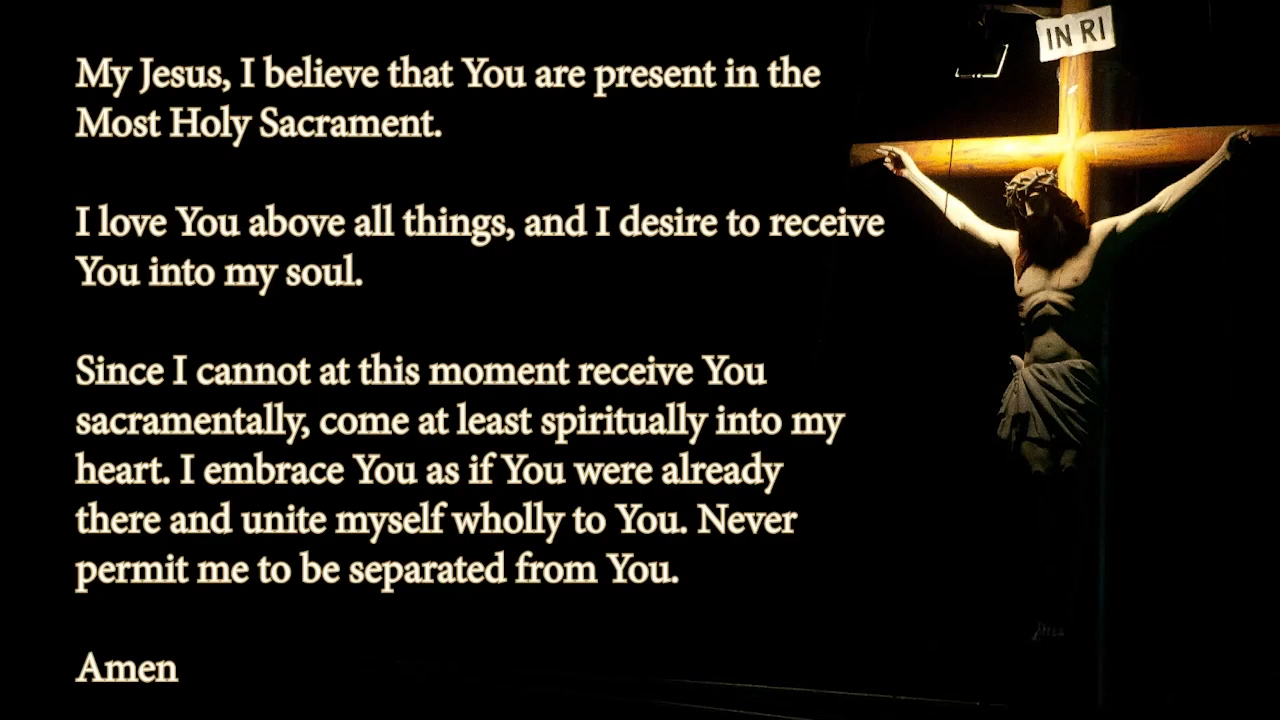 IN RI
My Jesus, I believe that You are present in the
Most Holy Sacrament.
I love You above all things, and I desire to receive
You into my soul.
Since I cannot at this moment receive You
sacramentally, come at least spiritually into my
heart. I embrace You as if You were already
there and unite myself wholly to You. Never
permit me to be separated from You.
Amen